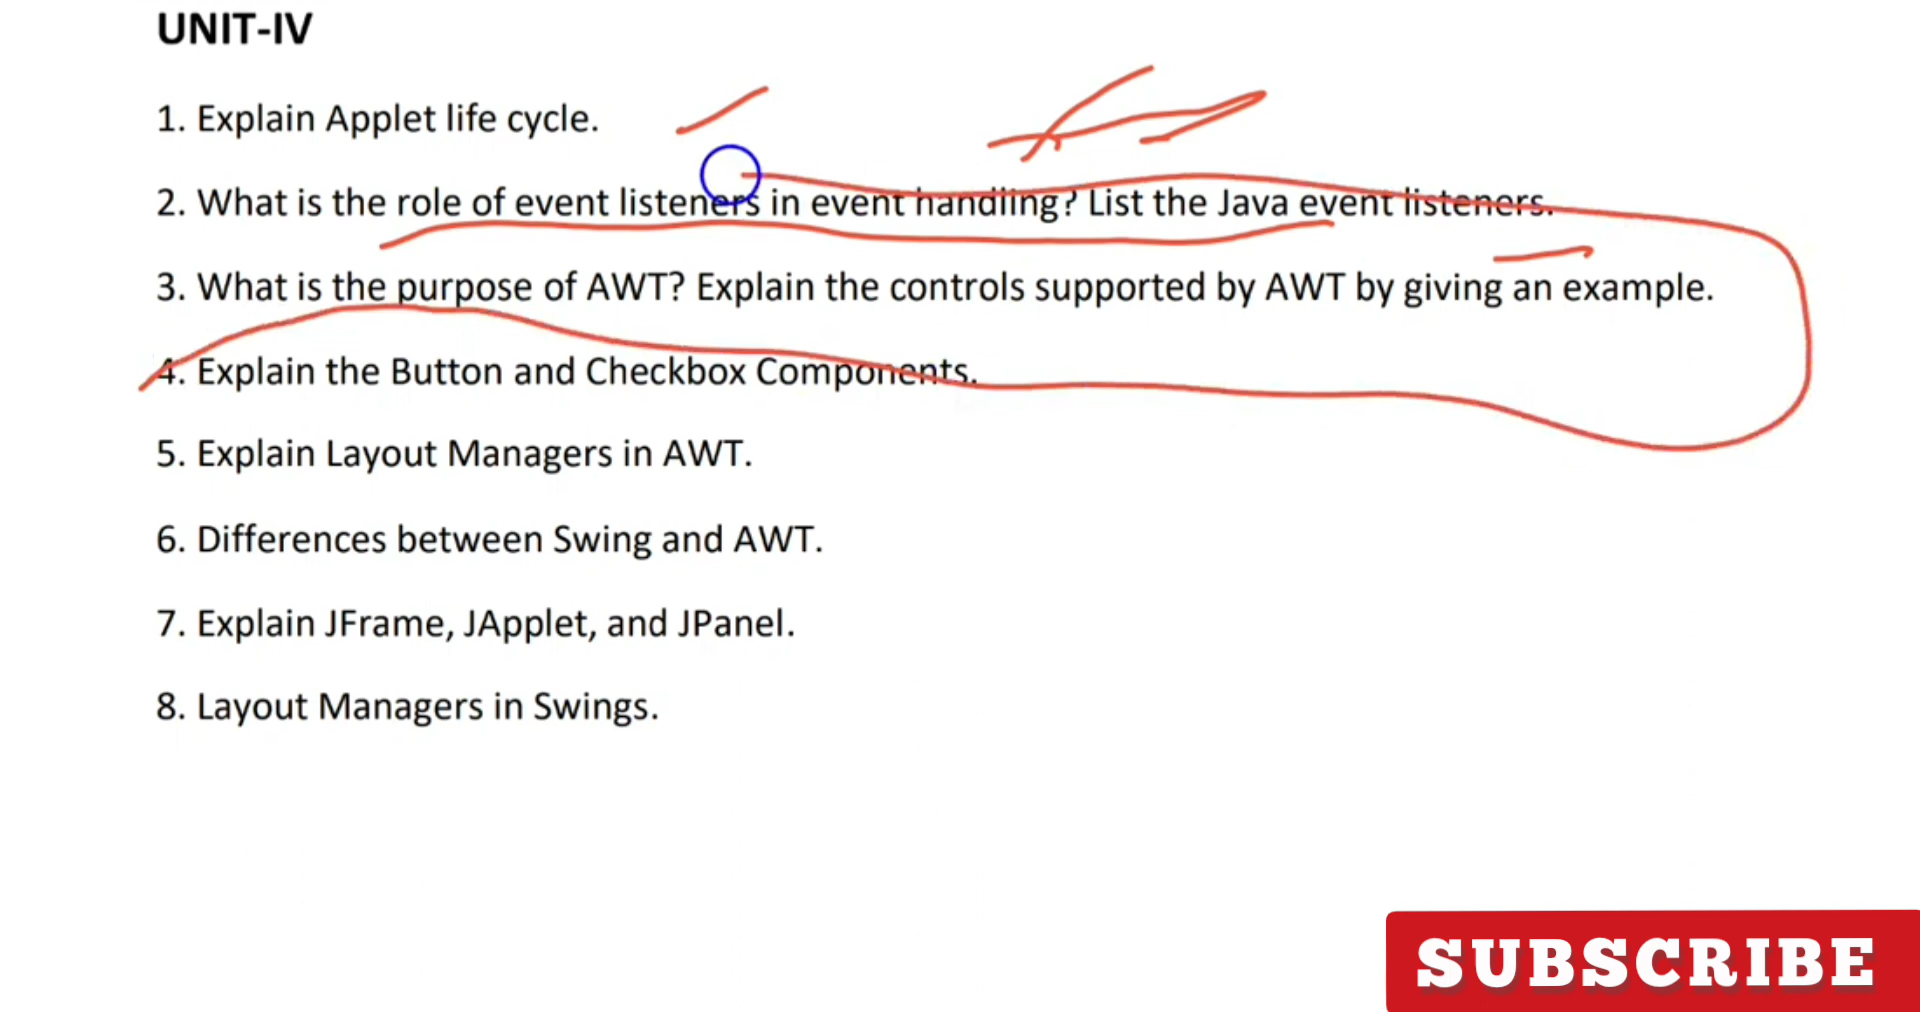 UNIT-IV
1. Explain Applet life cycle.
2. What is the role of event listeners in event handling? List the Java event listeners.
3. What is the purpose of AWT? Explain the controls supported by AWT by giving an example.
4. Explain the Button and Checkbox Components.
5. Explain Layout Managers in AWT.
6. Differences between Swing and AWT.
7. Explain JFrame, JApplet, and JPanel.
8. Layout Managers in Swings.
SUBSCRIBE